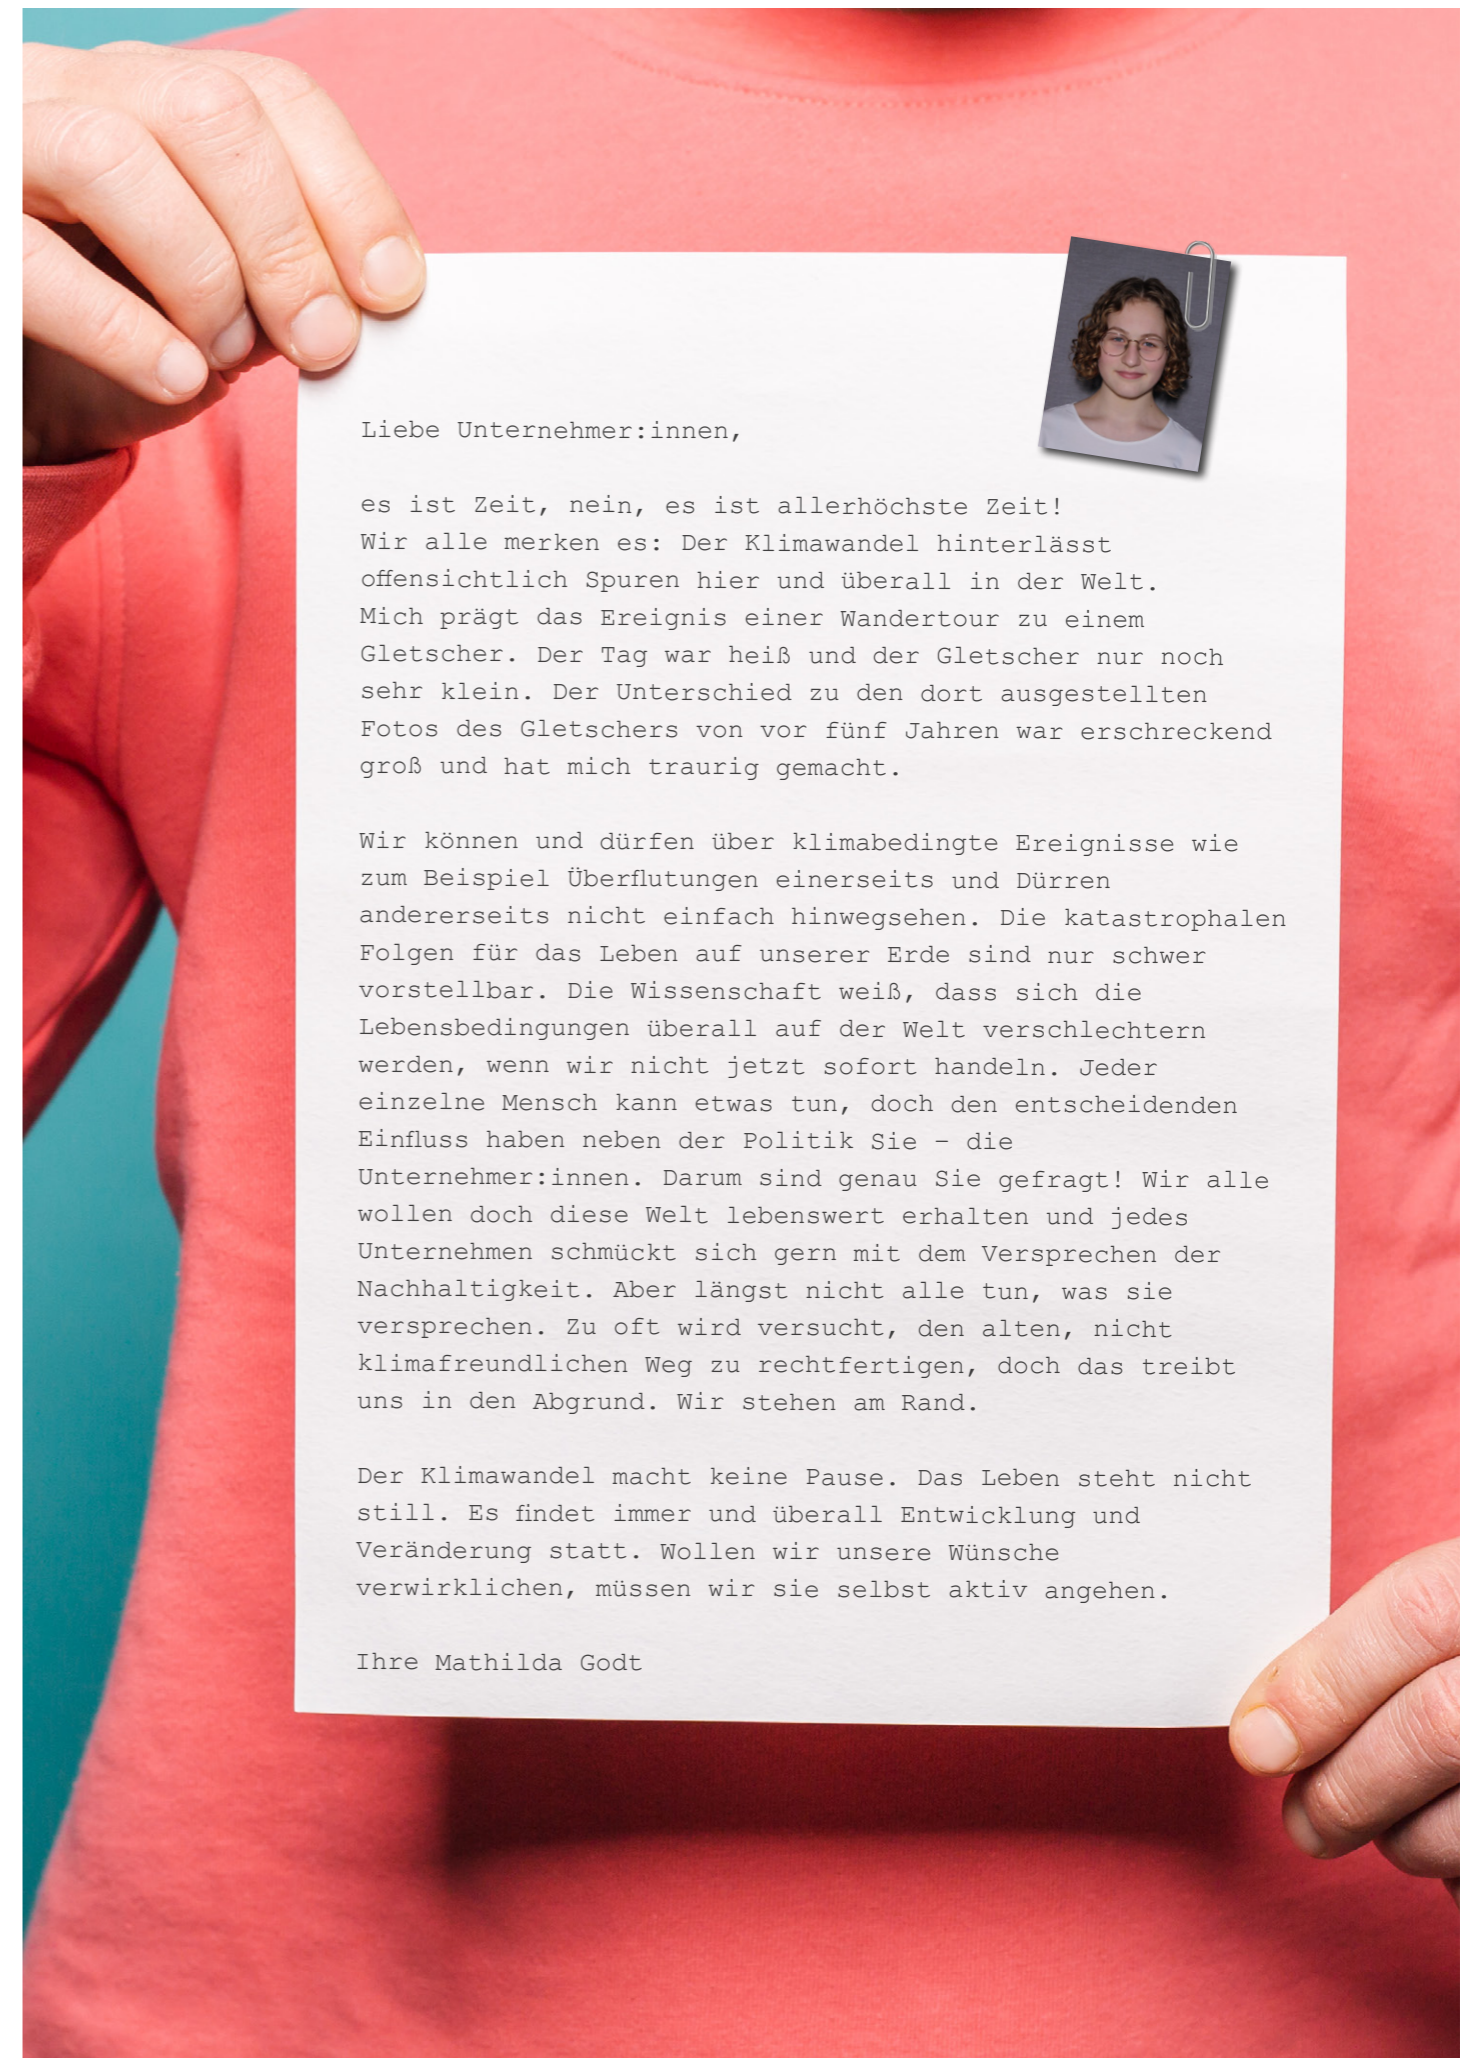 Liebe Unternehmer:innen,
es ist Zeit, nein, es ist allerhöchste Zeit!
Wir alle merken es: Der Klimawandel hinterlässt
offensichtlich Spuren hier und überall in der Welt.
Mich prägt das Ereignis einer Wandertour zu einem
Gletscher. Der Tag war heiß und der Gletscher nur noch
sehr klein. Der Unterschied zu den dort ausgestellten
Fotos des Gletschers von vor fünf Jahren war erschreckend
groß und hat mich traurig gemacht.
Wir können und dürfen über klimabedingte Ereignisse wie
zum Beispiel Überflutungen einerseits und Dürren
andererseits nicht einfach hinwegsehen. Die katastrophalen
Folgen für das Leben auf unserer Erde sind nur schwer
vorstellbar. Die Wissenschaft weiß, dass sich die
Lebensbedingungen überall auf der Welt verschlechtern
werden, wenn wir nicht jetzt sofort handeln. Jeder
einzelne Mensch kann etwas tun, doch den entscheidenden
Einfluss haben neben der Politik Sie – die
Unternehmer:innen. Darum sind genau Sie gefragt! Wir alle
wollen doch diese Welt lebenswert erhalten und jedes
Unternehmen schmückt sich gern mit dem Versprechen der
Nachhaltigkeit. Aber längst nicht alle tun, was sie
versprechen. Zu oft wird versucht, den alten, nicht
klimafreundlichen Weg zu rechtfertigen, doch das treibt
uns in den Abgrund. Wir stehen am Rand.
Der Klimawandel macht keine Pause. Das Leben steht nicht
still. Es findet immer und überall Entwicklung und
Veränderung statt. Wollen wir unsere Wünsche
verwirklichen, müssen wir sie selbst aktiv angehen.
Ihre Mathilda Godt